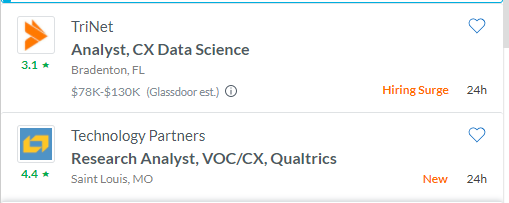 TriNet
Analyst, CX Data Science
3.1 ★ Bradenton, FL
$78K-$130K (Glassdoor est.) Hiring Surge 24h
Technology Partners
Research Analyst, VOC/CX, Qualtrics
4.4 ★ Saint Louis, MO New 24h